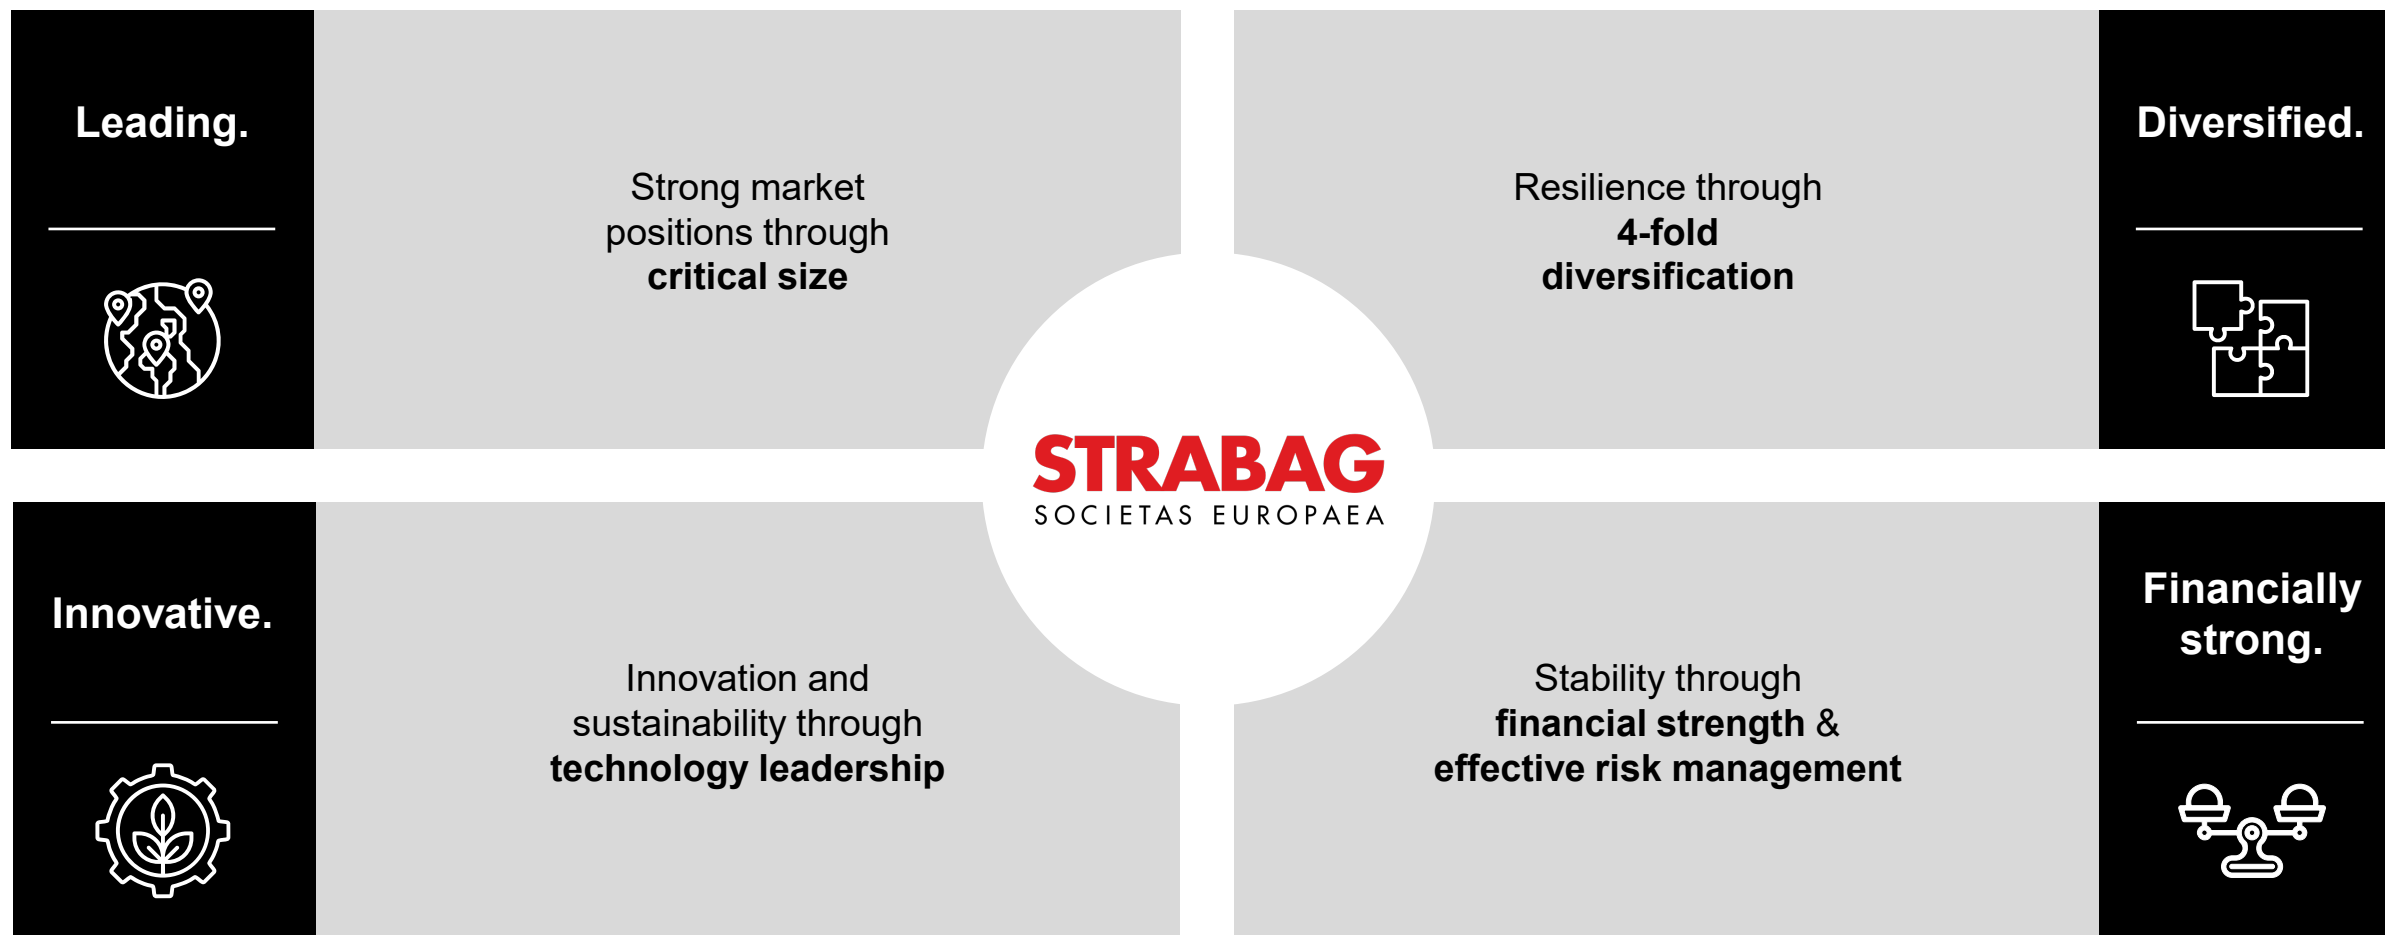 Leading.
Strong market
positions through
critical size
Resilience through
4-fold
diversification
Diversified.
STRABAG
SOCIETAS EUROPAEA
Innovative.
Innovation and
sustainability through
technology leadership
Stability through
financial strength &
effective risk management
Financially
strong.